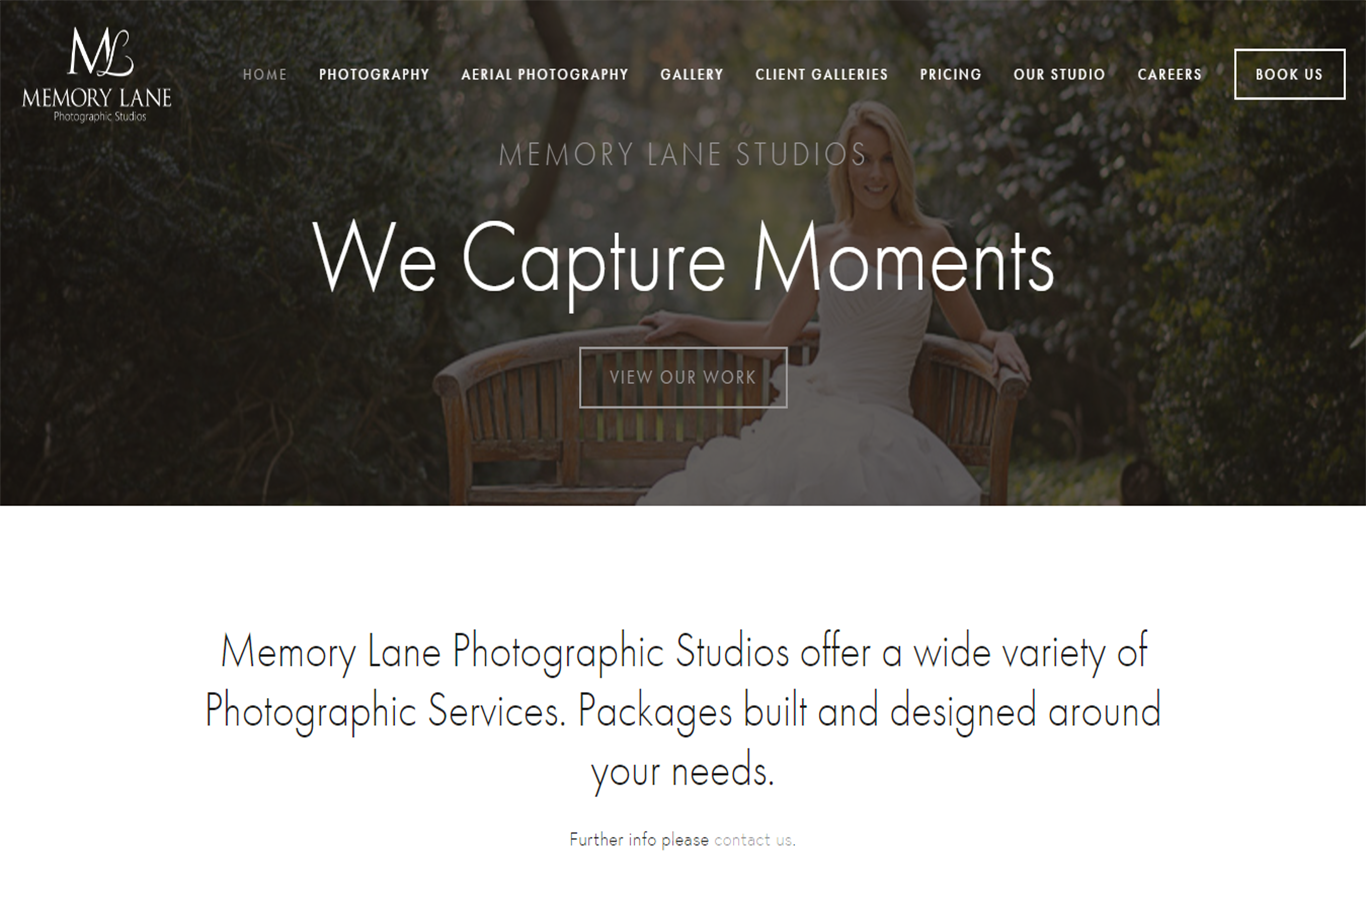 ML
MEMORY LANE
Photographic Studios
HOME PHOTOGRAPHY AERIAL PHOTOGRAPHY GALLERY CLIENT GALLERIES PRICING OUR STUDIO CAREERS BOOK US
MEMORY LANE STUDIOS
We Capture Moments
VIEW OUR WORK
Memory Lane Photographic Studios offer a wide variety of
Photographic Services. Packages built and designed around
your needs.
Further info please contact us.